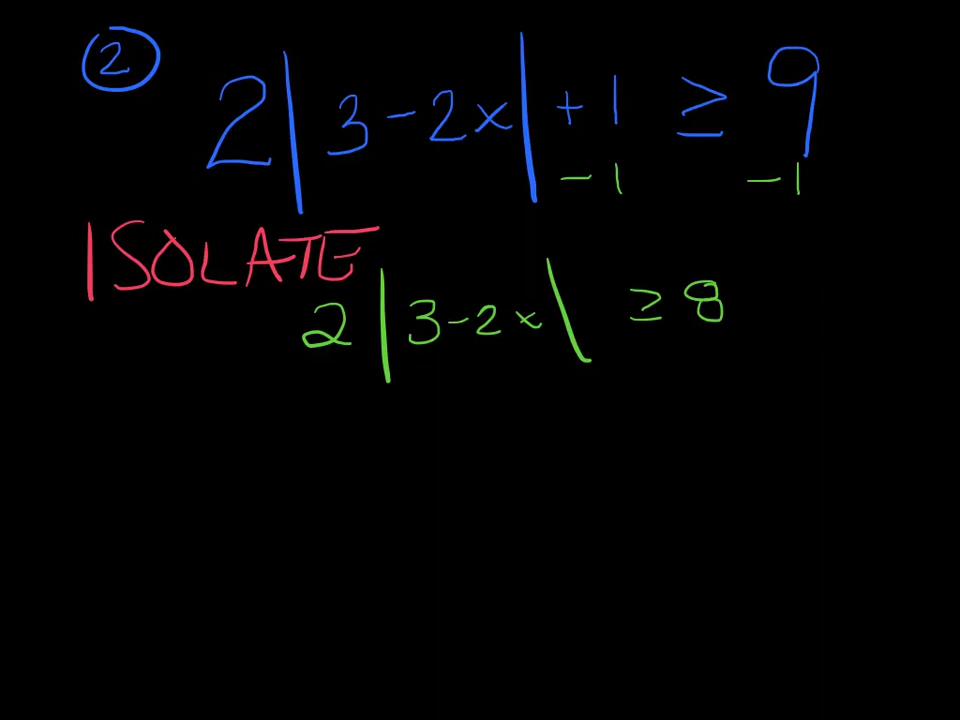 2
2|3-2x|+1 ≥ 9
-1 -1
ISOLATE
2|3-2x| ≥ 8